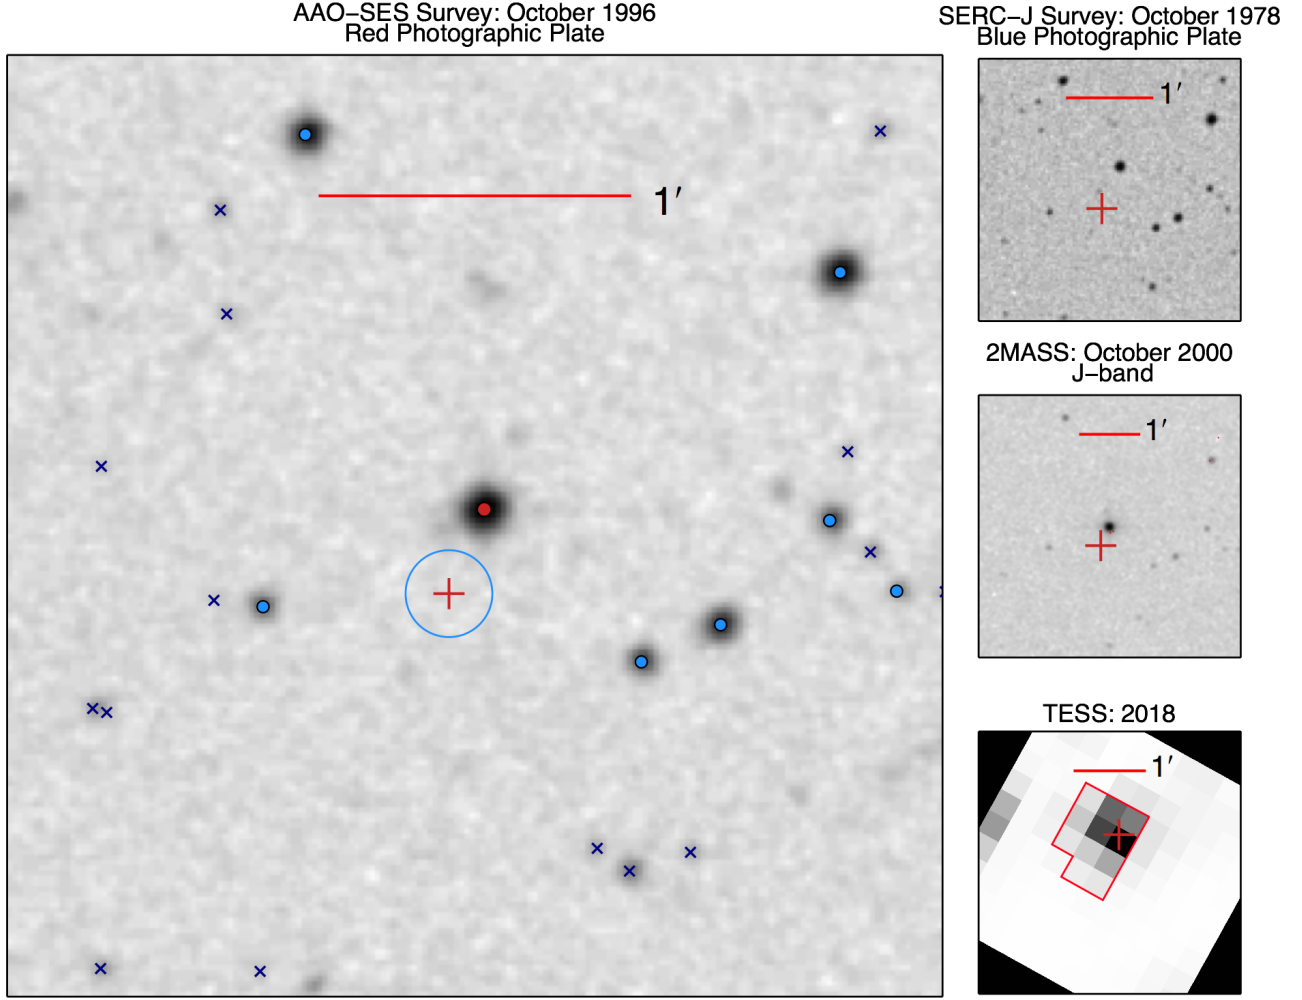 AAO–SES Survey: October 1996
Red Photographic Plate
1′
SERC–J Survey: October 1978
Blue Photographic Plate
1′
2MASS: October 2000
J–band
1′
TESS: 2018
1′